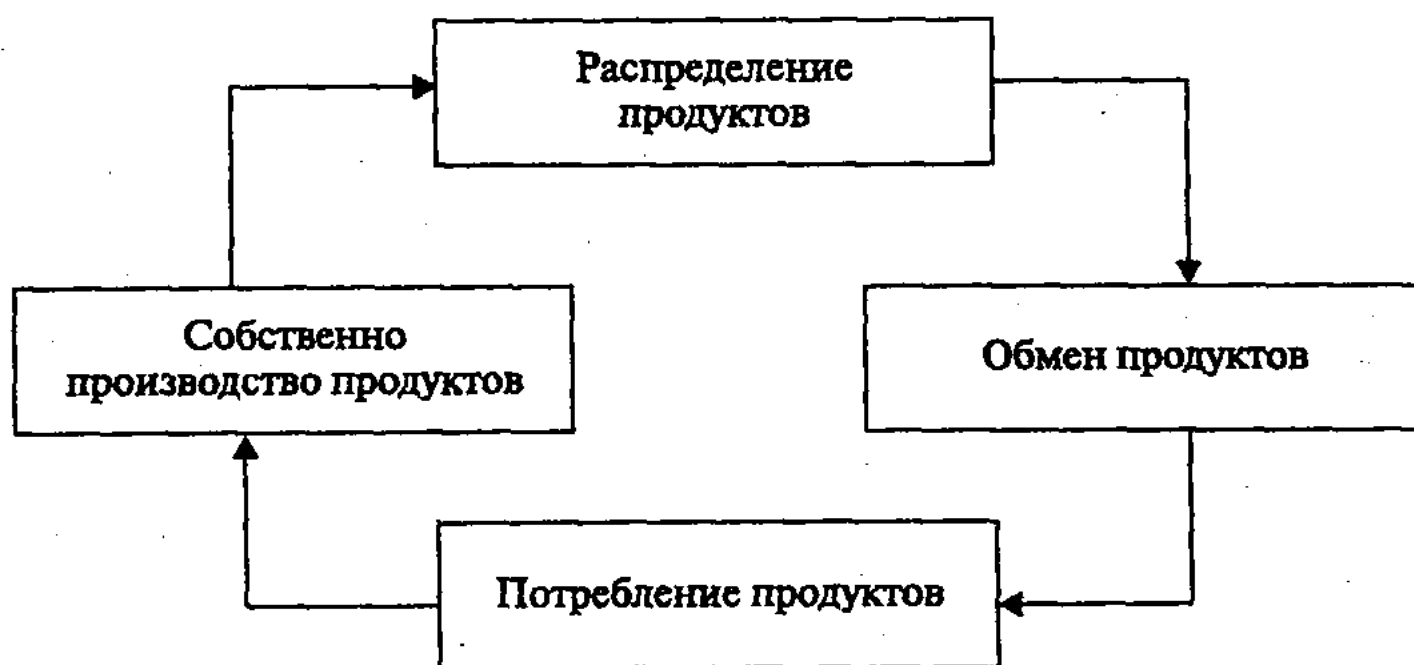 Распределение
продуктов
Собственно
производство продуктов
Обмен продуктов
Потребление продуктов